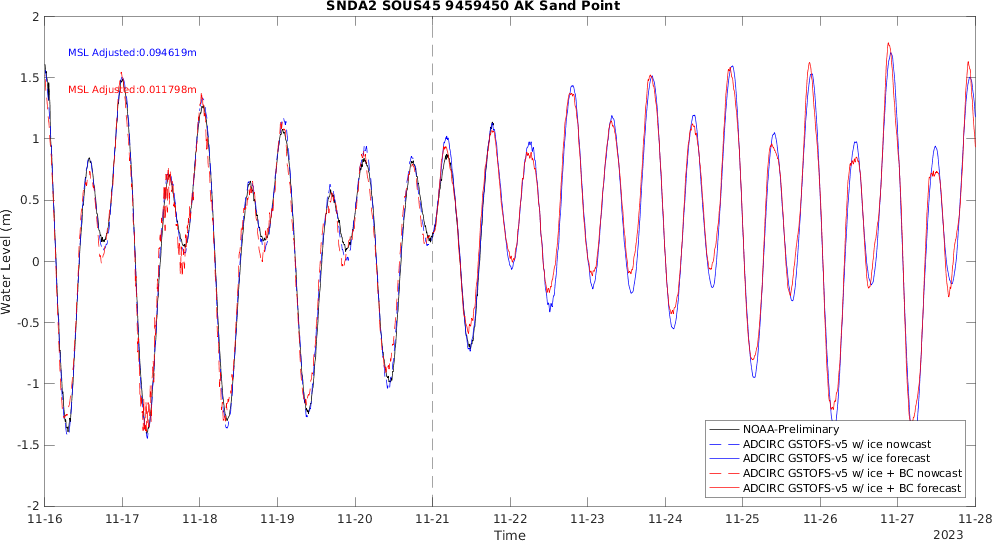 SNDA2 SOUS45 9459450 AK Sand Point
MSL Adjusted:0.094619m
MSL Adjusted:0.011798m
Water Level (m)
2
1.5
1
0.5
0
-0.5
-1
-1.5
-2
NOAA-Preliminary
ADCIRC GSTOFS-v5 w/ ice nowcast
ADCIRC GSTOFS-v5 w/ ice forecast
ADCIRC GSTOFS-v5 w/ ice + BC nowcast
ADCIRC GSTOFS-v5 w/ ice + BC forecast
11-16 11-17 11-18 11-19 11-20 11-21 11-22 11-23 11-24 11-25 11-26 11-27 11-28
Time
2023